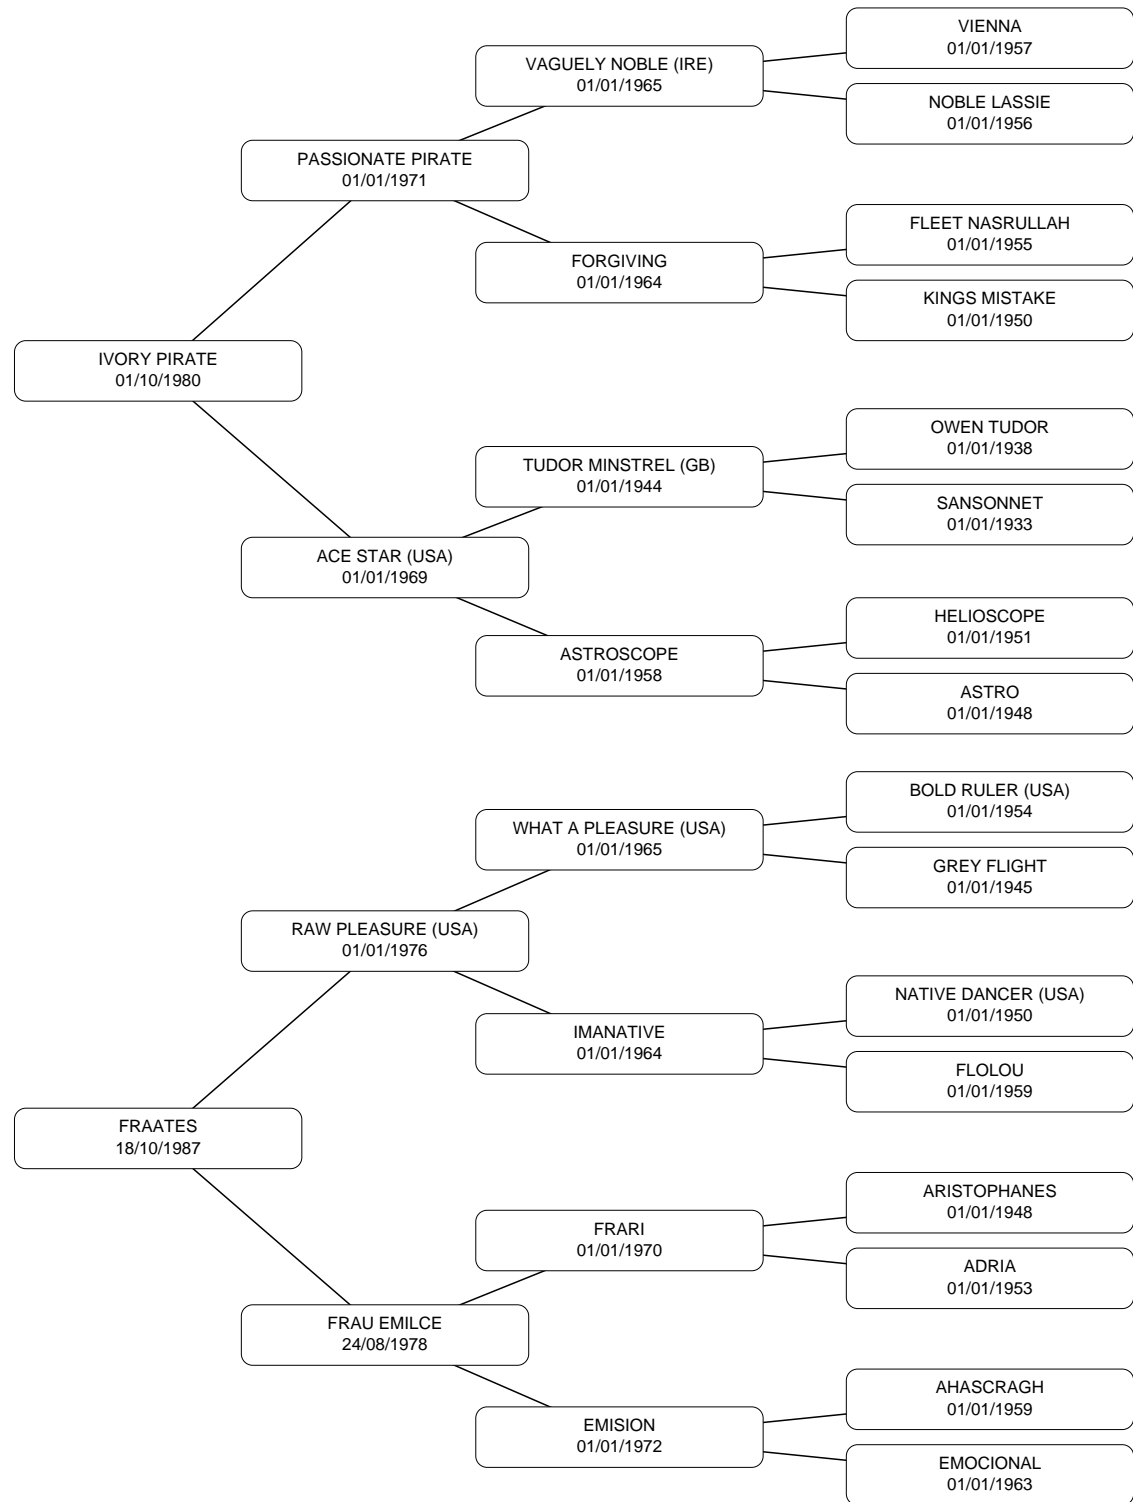 VIENNA
01/01/1957
VAGUELY NOBLE (IRE)
01/01/1965
NOBLE LASSIE
01/01/1956
PASSIONATE PIRATE
01/01/1971
FLEET NASRULLAH
01/01/1955
FORGIVING
01/01/1964
KINGS MISTAKE
01/01/1950
IVORY PIRATE
01/10/1980
OWEN TUDOR
01/01/1938
TUDOR MINSTREL (GB)
01/01/1944
SANSONNET
01/01/1933
ACE STAR (USA)
01/01/1969
HELIOSCOPE
01/01/1951
ASTROSCOPE
01/01/1958
ASTRO
01/01/1948
BOLD RULER (USA)
01/01/1954
WHAT A PLEASURE (USA)
01/01/1965
GREY FLIGHT
01/01/1945
RAW PLEASURE (USA)
01/01/1976
NATIVE DANCER (USA)
01/01/1950
IMANATIVE
01/01/1964
FLOLOU
01/01/1959
FRAATES
18/10/1987
ARISTOPHANES
01/01/1948
FRARI
01/01/1970
ADRIA
01/01/1953
FRAU EMILCE
24/08/1978
AHASCRAGH
01/01/1959
EMISION
01/01/1972
EMOCIONAL
01/01/1963